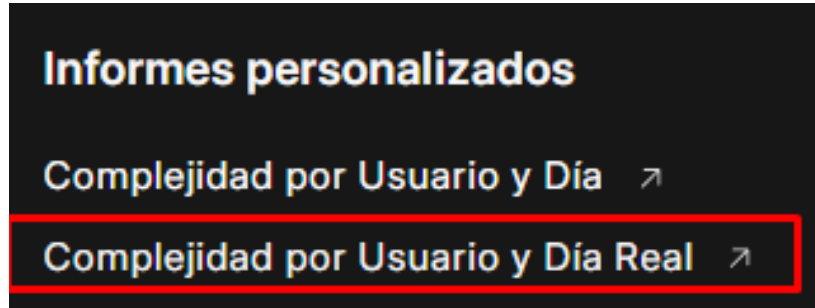 Informes personalizados
Complejidad por Usuario y Día ↗
Complejidad por Usuario y Día Real ↗